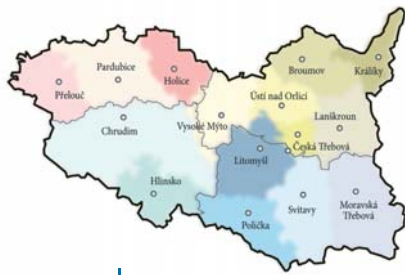 Pardubice
Holice
Přelouč
Chrudim
Vysoké Mýto
Ústí nad Orlicí
Broumov
Králíky
Lanškroun
Česká Třebová
Litomyšl
Hlinsko
Polička
Svitavy
Moravská
Třebová